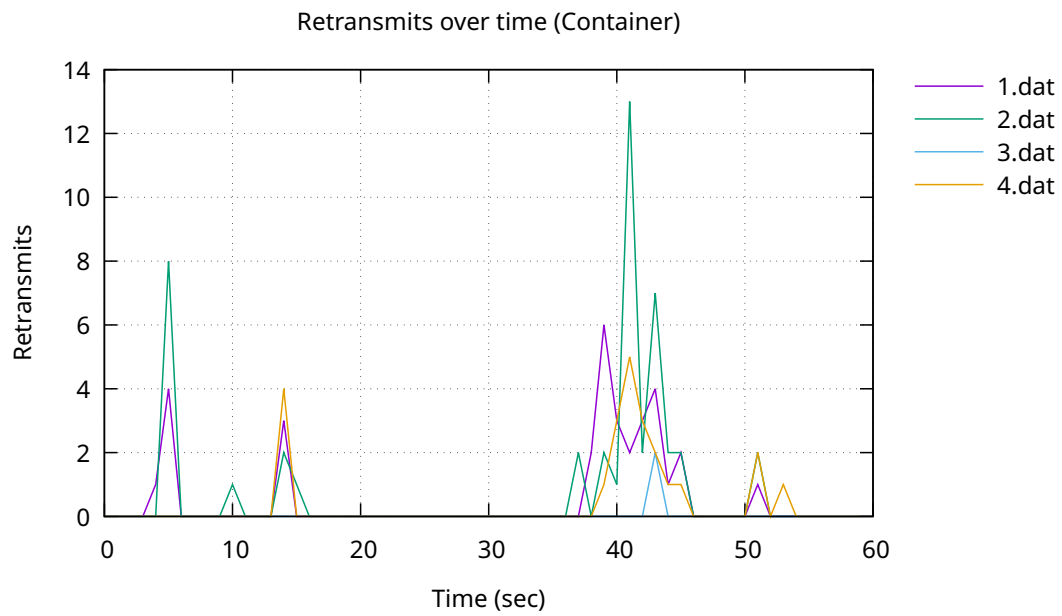 Retransmits over time (Container)
14
12
10
8
6
4
2
0
Retransmits
0 10 20 30 40 50 60
Time (sec)
1.dat
2.dat
3.dat
4.dat